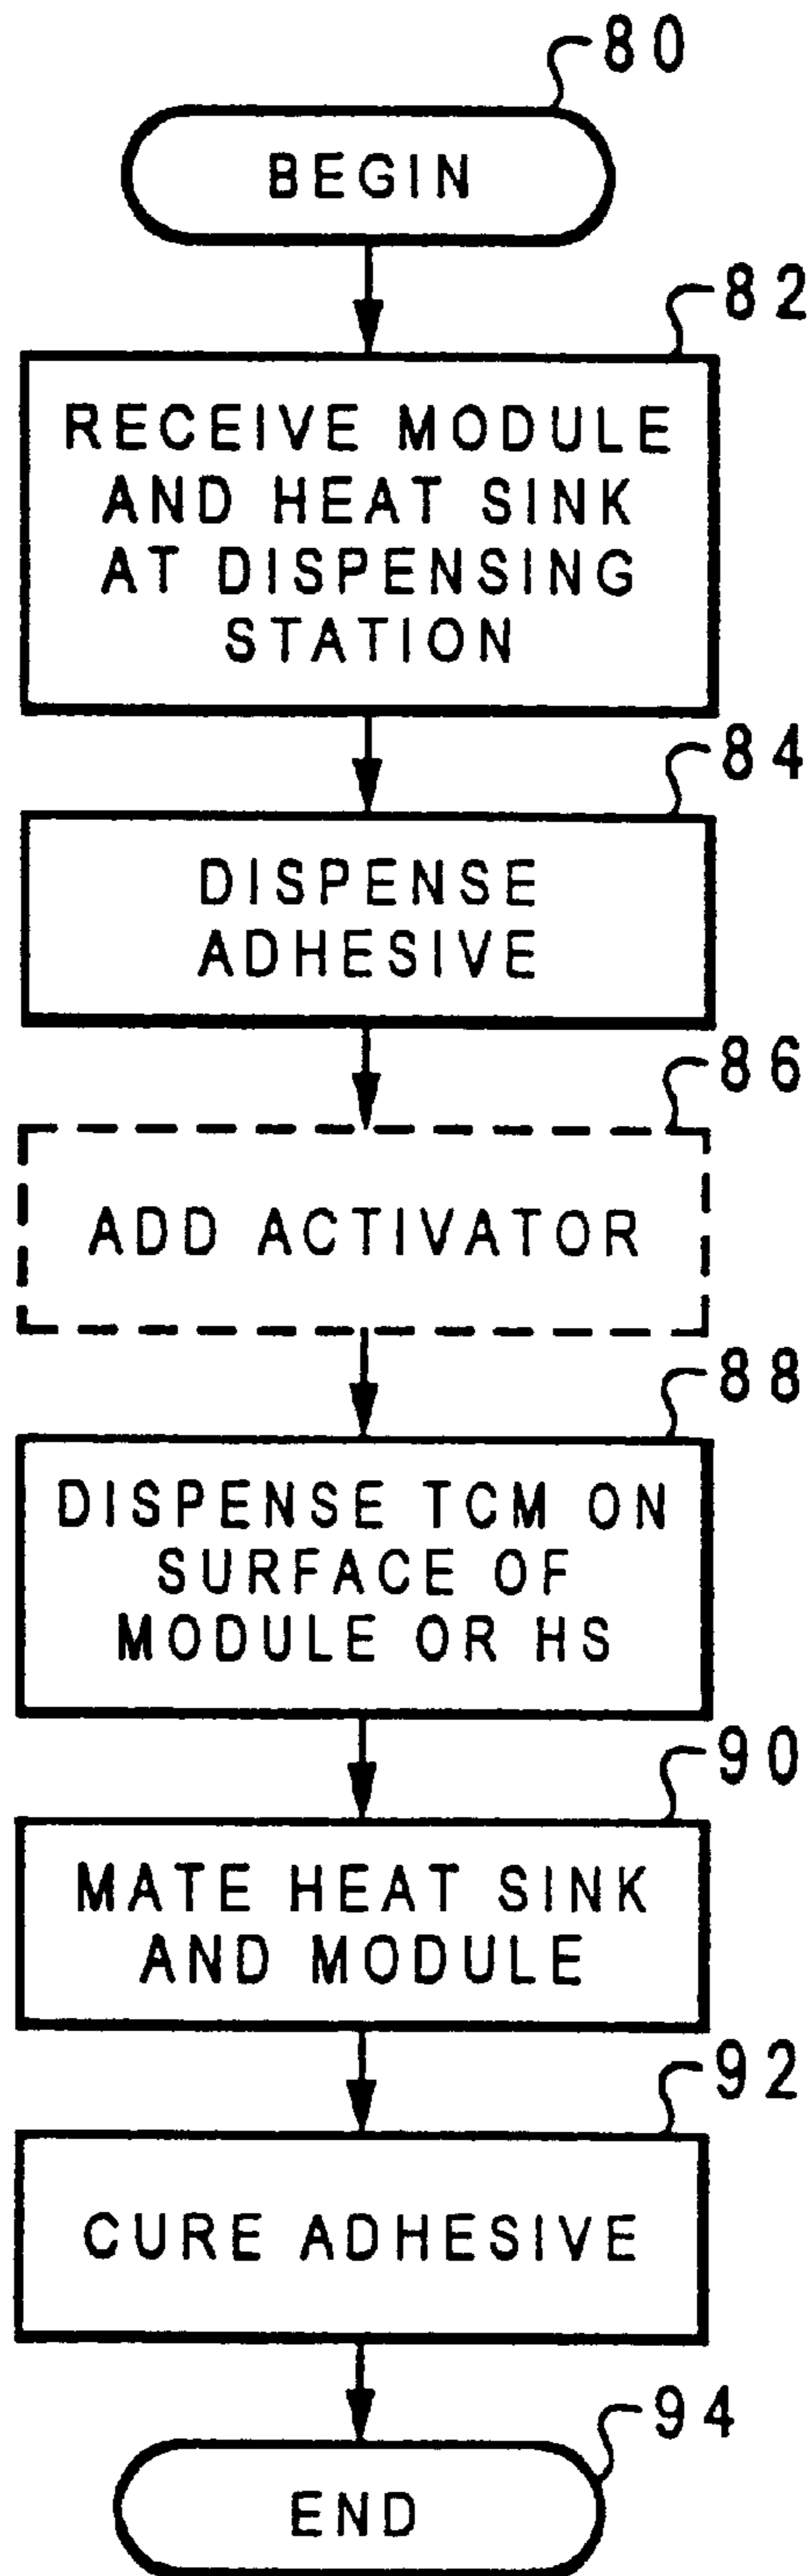 80
BEGIN
82
RECEIVE MODULE
AND HEAT SINK
AT DISPENSING
STATION
84
DISPENSE
ADHESIVE
86
ADD ACTIVATOR
88
DISPENSE TCM ON
SURFACE OF
MODULE OR HS
90
MATE HEAT SINK
AND MODULE
92
CURE ADHESIVE
94
END